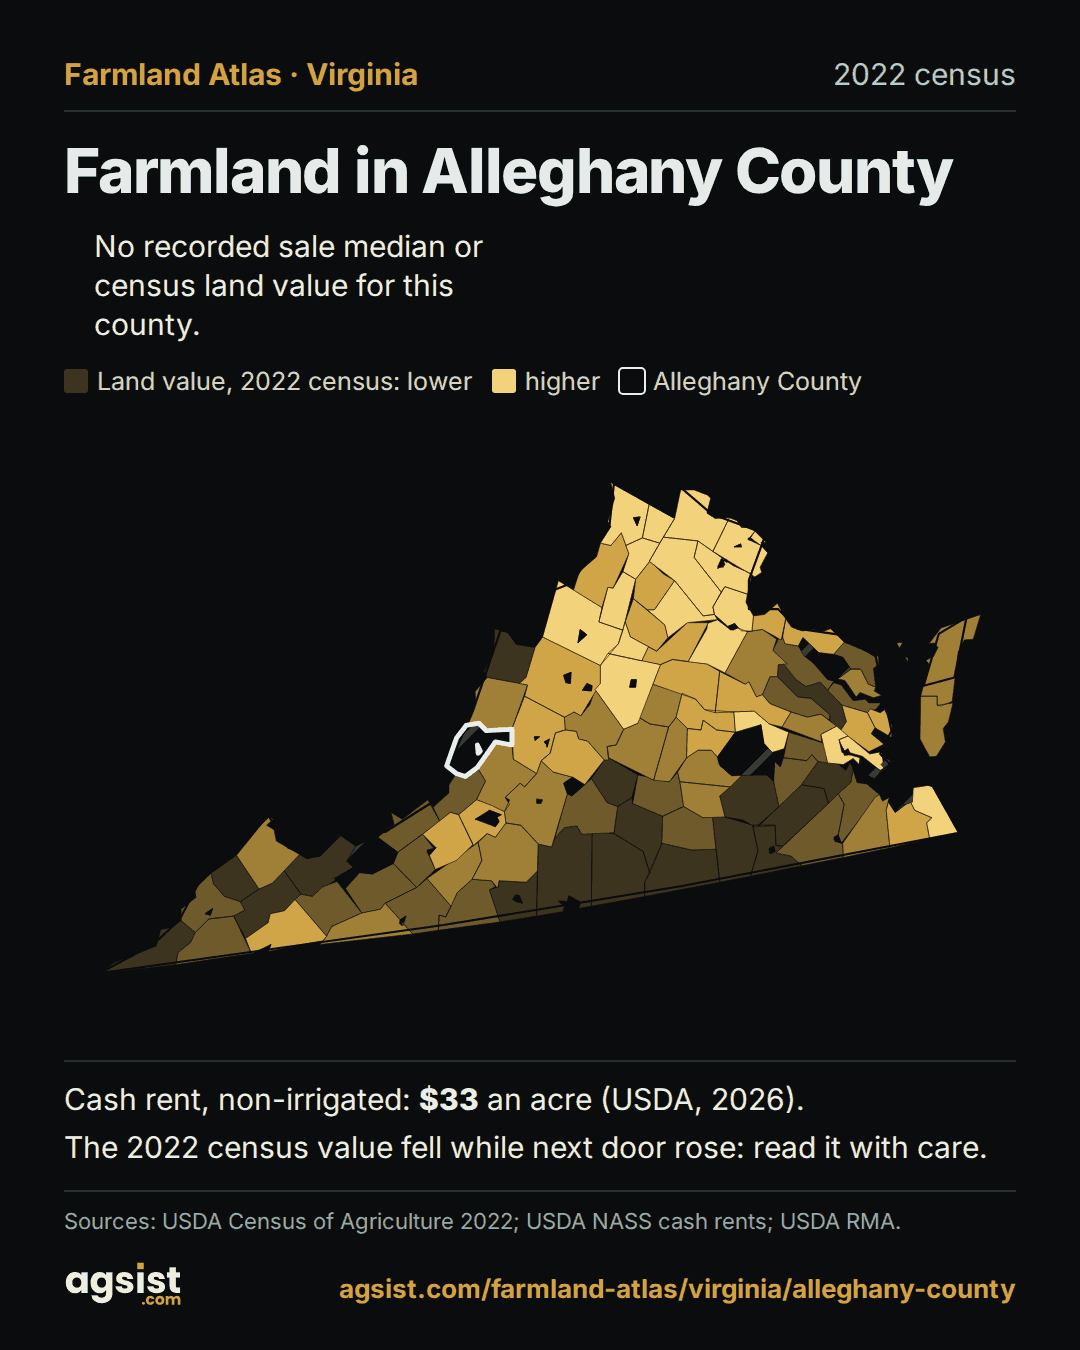 Farmland Atlas · Virginia
2022 census
Farmland in Alleghany County
No recorded sale median or
census land value for this
county.
Land value, 2022 census: lower
higher
Alleghany County
Cash rent, non-irrigated: $33 an acre (USDA, 2026).
The 2022 census value fell while next door rose: read it with care.
Sources: USDA Census of Agriculture 2022; USDA NASS cash rents; USDA RMA.
agsist
.com
agsist.com/farmland-atlas/virginia/alleghany-county